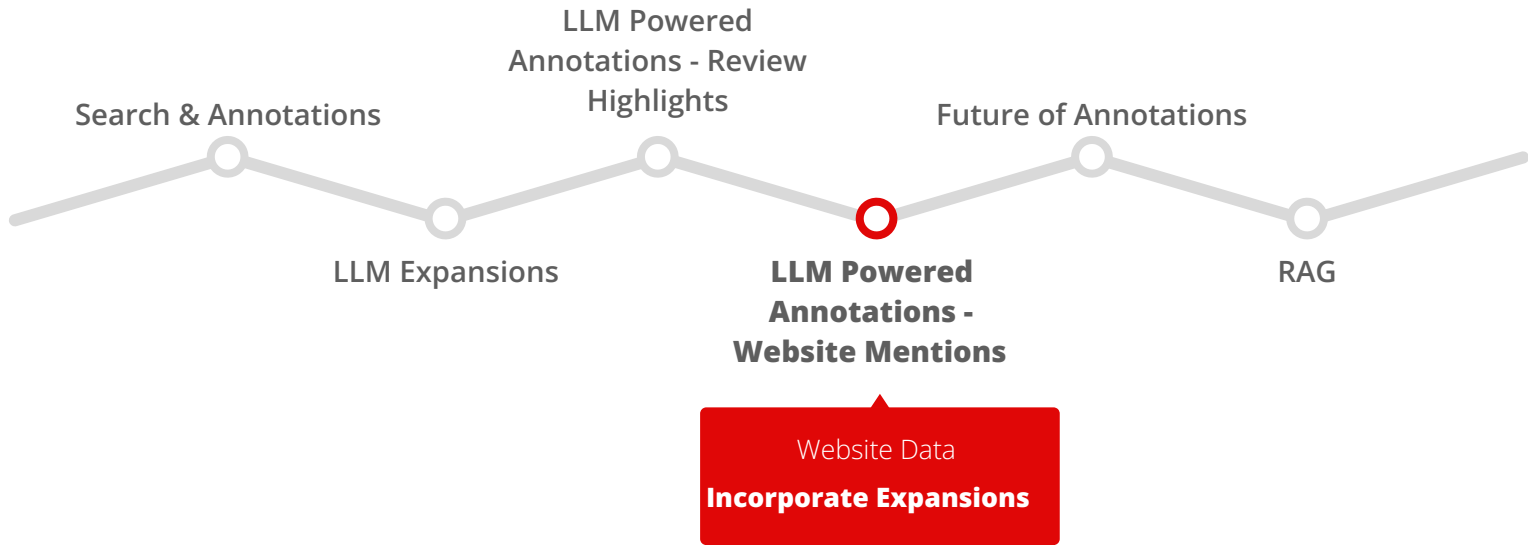 LLM Powered
Annotations - Review
Highlights
Search & Annotations
Future of Annotations
LLM Expansions
LLM Powered
Annotations -
Website Mentions
RAG
Website Data
Incorporate Expansions